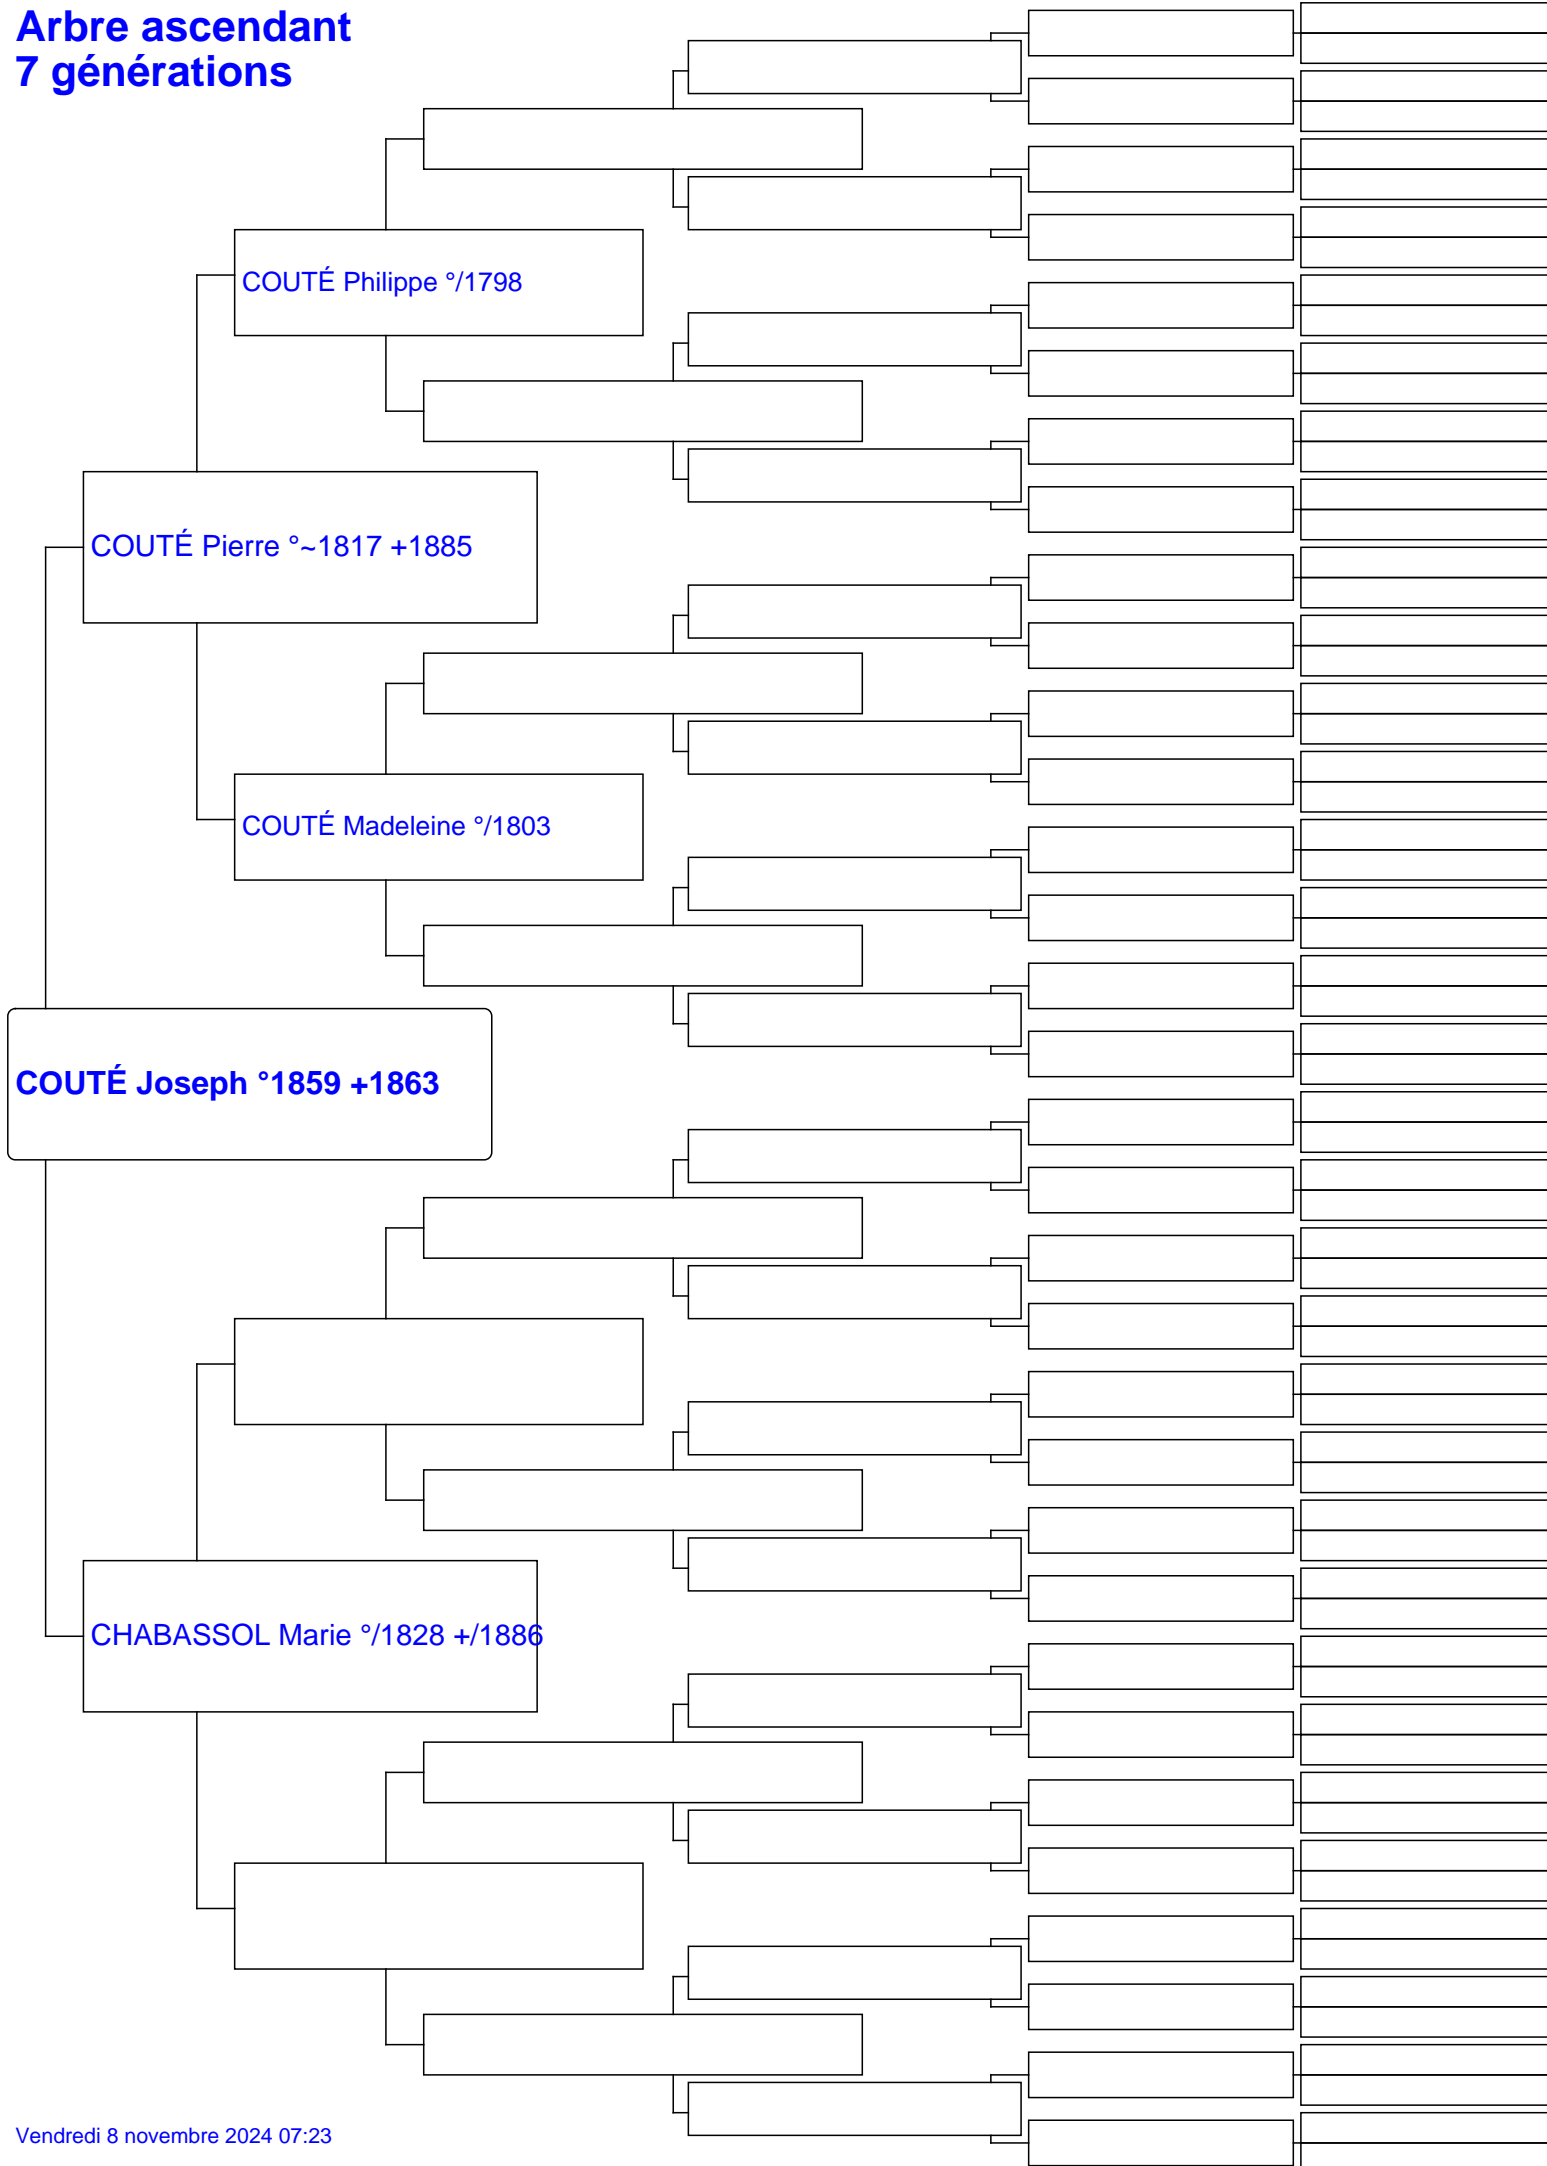 Arbre ascendant
7 générations
COUTÉ Philippe °/1798
COUTÉ Pierre °~1817 +1885
COUTÉ Madeleine °/1803
COUTÉ Joseph °1859 +1863
CHABASSOL Marie °/1828 +/1886
Vendredi 8 novembre 2024 07:23